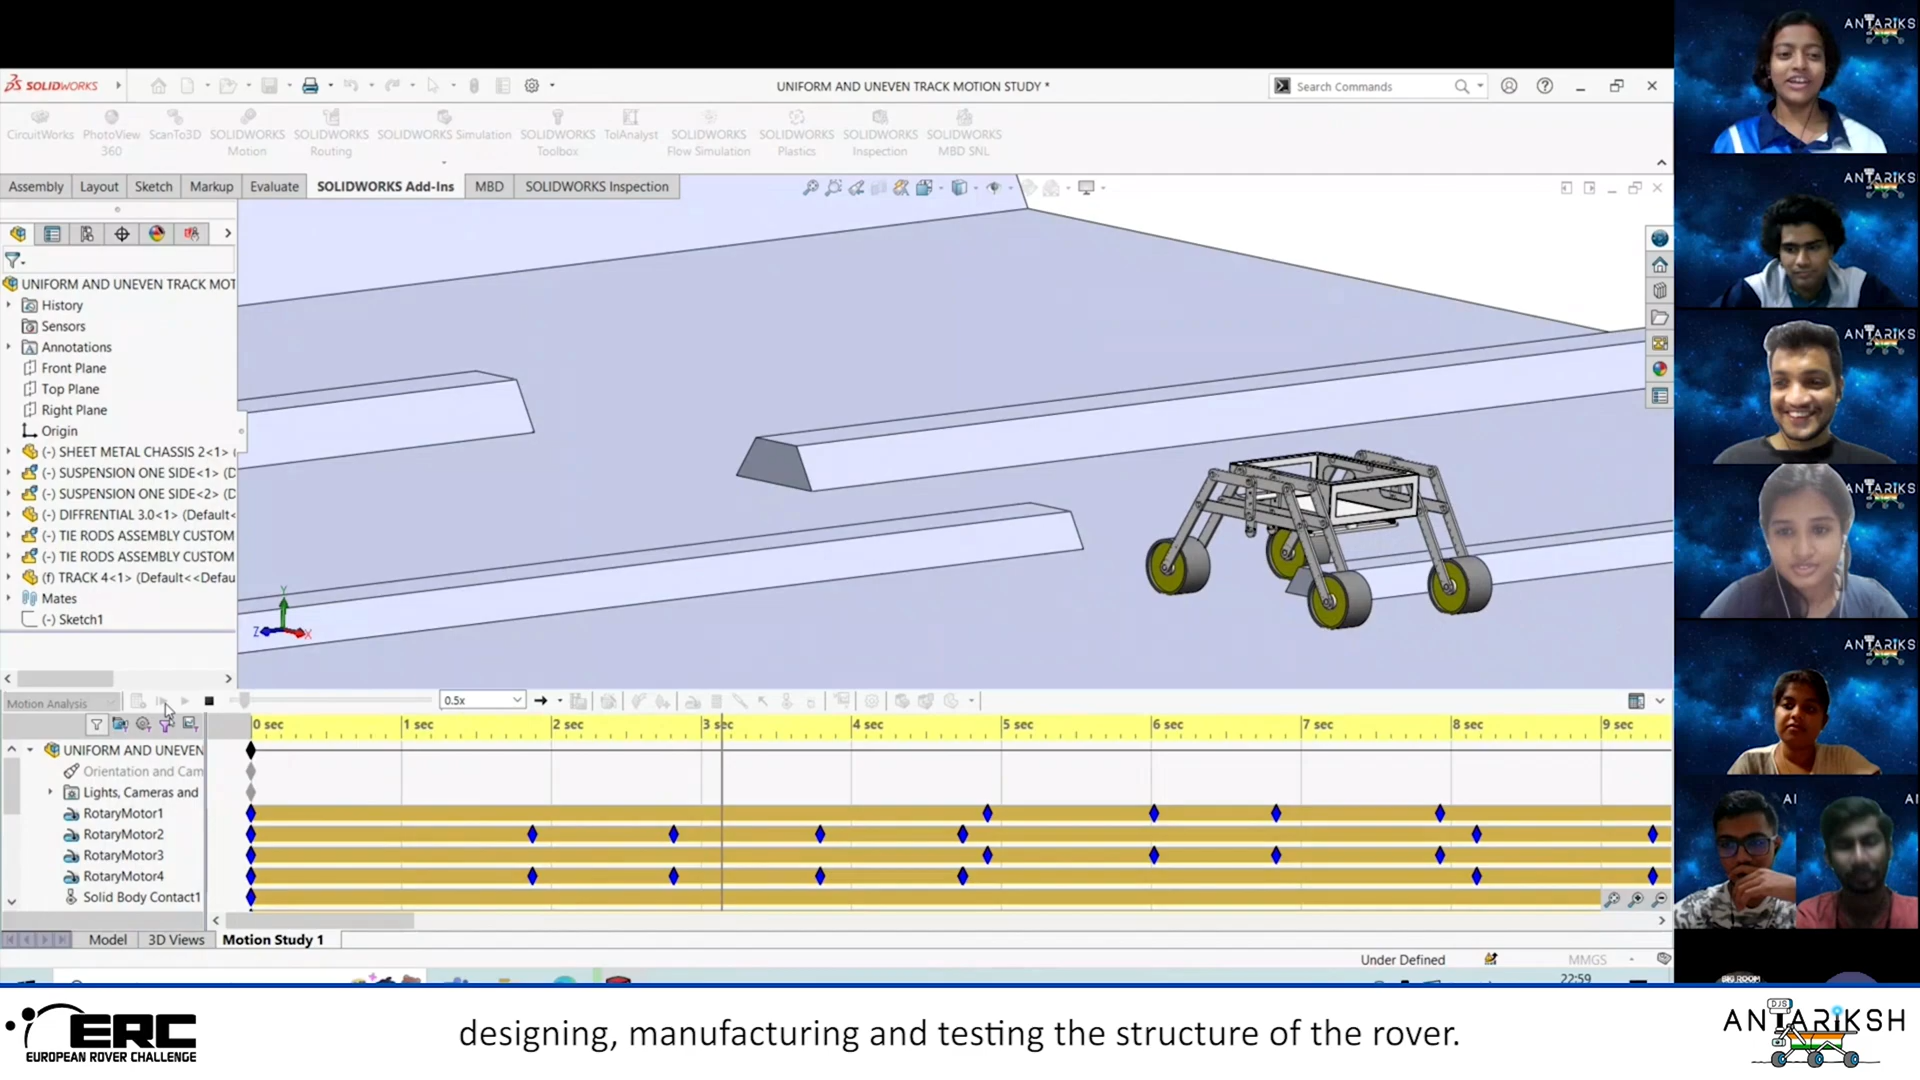 SOLIDWORKS
UNIFORM AND UNEVEN TRACK MOTION STUDY *
Search Commands
CircuitWorks
PhotoView 360
ScanTo3D
SOLIDWORKS Motion
SOLIDWORKS Routing
SOLIDWORKS Simulation
SOLIDWORKS Toolbox
TolAnalyst
SOLIDWORKS Flow Simulation
SOLIDWORKS Plastics
SOLIDWORKS Inspection
SOLIDWORKS MBD SNL
Assembly Layout Sketch Markup Evaluate SOLIDWORKS Add-Ins MBD SOLIDWORKS Inspection
UNIFORM AND UNEVEN TRACK MOT
History
Sensors
Annotations
Front Plane
Top Plane
Right Plane
Origin
(-) SHEET METAL CHASSIS 2<1> (
(-) SUSPENSION ONE SIDE<1> (D
(-) SUSPENSION ONE SIDE<2> (D
(-) DIFFRENTIAL 3.0<1> (Default<
(-) TIE RODS ASSEMBLY CUSTOM
(-) TIE RODS ASSEMBLY CUSTOM
(f) TRACK 4<1> (Default<<Defau
Mates
(-) Sketch1
Y
Z
X
Motion Analysis
0.5x
0 sec 1 sec 2 sec 3 sec 4 sec 5 sec 6 sec 7 sec 8 sec 9 sec
UNIFORM AND UNEVEN
Orientation and Cam
Lights, Cameras and
RotaryMotor1
RotaryMotor2
RotaryMotor3
RotaryMotor4
Solid Body Contact1
Model 3D Views Motion Study 1
Under Defined
MMGS
22:59
ANTARIKS
ANTARIKS
ANTARIKS
ANTARIKS
ANTARIKS
AI
AI
BIG ROOM
ERC
EUROPEAN ROVER CHALLENGE
designing, manufacturing and testing the structure of the rover.
DJS
ANTARIKSH